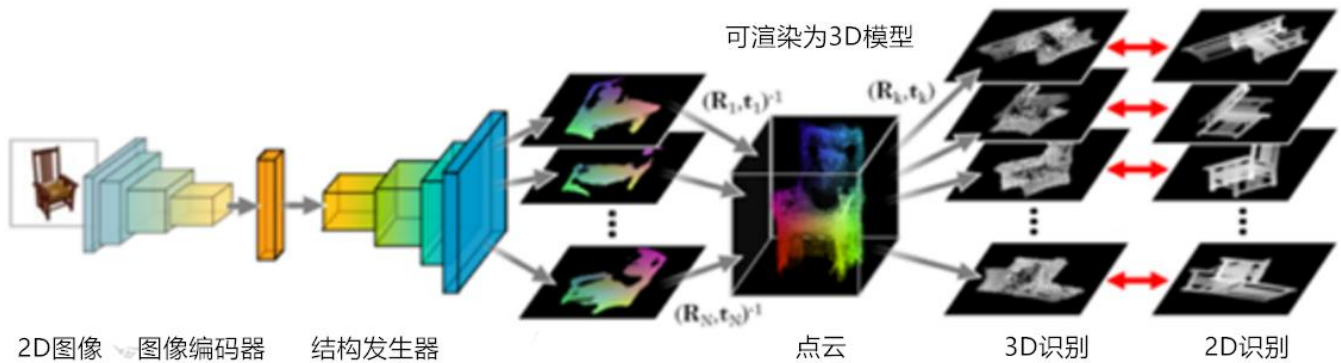 可渲染为3D模型
(R₁,t₁)⁻¹
(Rₖ,tₖ)
(R_N,t_N)⁻¹
2D图像
图像编码器
结构发生器
点云
3D识别
2D识别